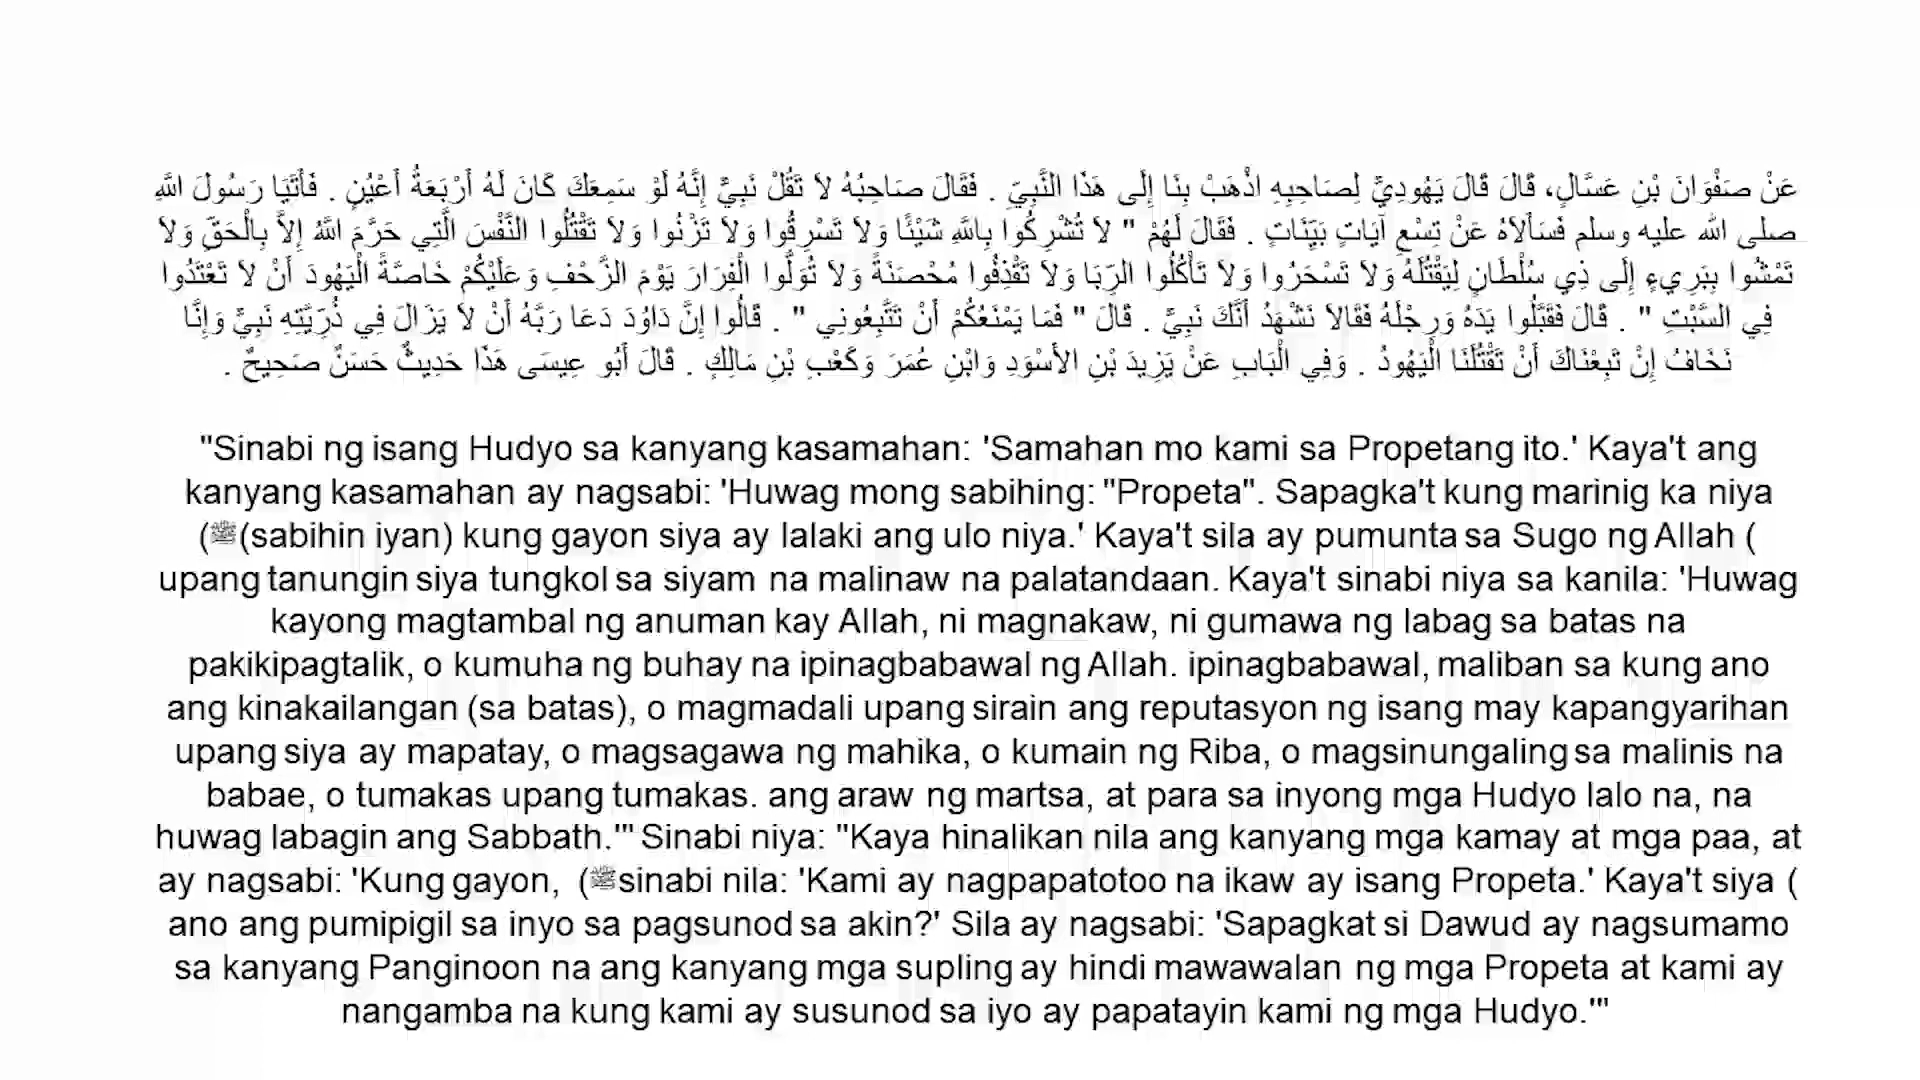 عَنْ صَفْوَانَ بْنِ عَسَّالٍ، قَالَ قَالَ يَهُودِيٌّ لِصَاحِبِهِ اذْهَبْ بِنَا إِلَى هَذَا النَّبِيِّ . فَقَالَ صَاحِبُهُ لاَ تَقُلْ نَبِيٌّ إِنَّهُ لَوْ سَمِعَكَ كَانَ لَهُ أَرْبَعَةُ أَعْيُنٍ . فَأَتَيَا رَسُولَ اللَّهِ
صلى الله عليه وسلم فَسَأَلاَهُ عَنْ تِسْعِ آيَاتٍ بَيِّنَاتٍ . فَقَالَ لَهُمْ " لاَ تُشْرِكُوا بِاللَّهِ شَيْئًا وَلاَ تَسْرِقُوا وَلاَ تَزْنُوا وَلاَ تَقْتُلُوا النَّفْسَ الَّتِي حَرَّمَ اللَّهُ إِلاَّ بِالْحَقِّ وَلاَ
تَمْشُوا بِبَرِيءٍ إِلَى ذِي سُلْطَانٍ لِيَقْتُلَهُ وَلاَ تَسْحَرُوا وَلاَ تَأْكُلُوا الرِّبَا وَلاَ تَقْذِفُوا مُحْصَنَةً وَلاَ تُوَلُّوا الْفِرَارَ يَوْمَ الزَّحْفِ وَعَلَيْكُمْ خَاصَّةً الْيَهُودَ أَنْ لاَ تَعْتَدُوا
فِي السَّبْتِ " . قَالَ فَقَبَّلُوا يَدَهُ وَرِجْلَهُ فَقَالاَ نَشْهَدُ أَنَّكَ نَبِيٌّ . قَالَ " فَمَا يَمْنَعُكُمْ أَنْ تَتَّبِعُونِي " . قَالُوا إِنَّ دَاوُدَ دَعَا رَبَّهُ أَنْ لاَ يَزَالَ فِي ذُرِّيَّتِهِ نَبِيٌّ وَإِنَّا
نَخَافُ إِنْ تَبِعْنَاكَ أَنْ تَقْتُلَنَا الْيَهُودُ . وَفِي الْبَابِ عَنْ يَزِيدَ بْنِ الأَسْوَدِ وَابْنِ عُمَرَ وَكَعْبِ بْنِ مَالِكٍ . قَالَ أَبُو عِيسَى هَذَا حَدِيثٌ حَسَنٌ صَحِيحٌ .
"Sinabi ng isang Hudyo sa kanyang kasamahan: 'Samahan mo kami sa Propetang ito.' Kaya't ang
kanyang kasamahan ay nagsabi: 'Huwag mong sabihing: "Propeta". Sapagka't kung marinig ka niya
(ﷺ(sabihin iyan) kung gayon siya ay lalaki ang ulo niya.' Kaya't sila ay pumunta sa Sugo ng Allah (
upang tanungin siya tungkol sa siyam na malinaw na palatandaan. Kaya't sinabi niya sa kanila: 'Huwag
kayong magtambal ng anuman kay Allah, ni magnakaw, ni gumawa ng labag sa batas na
pakikipagtalik, o kumuha ng buhay na ipinagbabawal ng Allah. ipinagbabawal, maliban sa kung ano
ang kinakailangan (sa batas), o magmadali upang sirain ang reputasyon ng isang may kapangyarihan
upang siya ay mapatay, o magsagawa ng mahika, o kumain ng Riba, o magsinungaling sa malinis na
babae, o tumakas upang tumakas. ang araw ng martsa, at para sa inyong mga Hudyo lalo na, na
huwag labagin ang Sabbath.'" Sinabi niya: "Kaya hinalikan nila ang kanyang mga kamay at mga paa, at
ay nagsabi: 'Kung gayon, (ﷺsinabi nila: 'Kami ay nagpapatotoo na ikaw ay isang Propeta.' Kaya't siya (
ano ang pumipigil sa inyo sa pagsunod sa akin?' Sila ay nagsabi: 'Sapagkat si Dawud ay nagsumamo
sa kanyang Panginoon na ang kanyang mga supling ay hindi mawawalan ng mga Propeta at kami ay
nangamba na kung kami ay susunod sa iyo ay papatayin kami ng mga Hudyo.'"